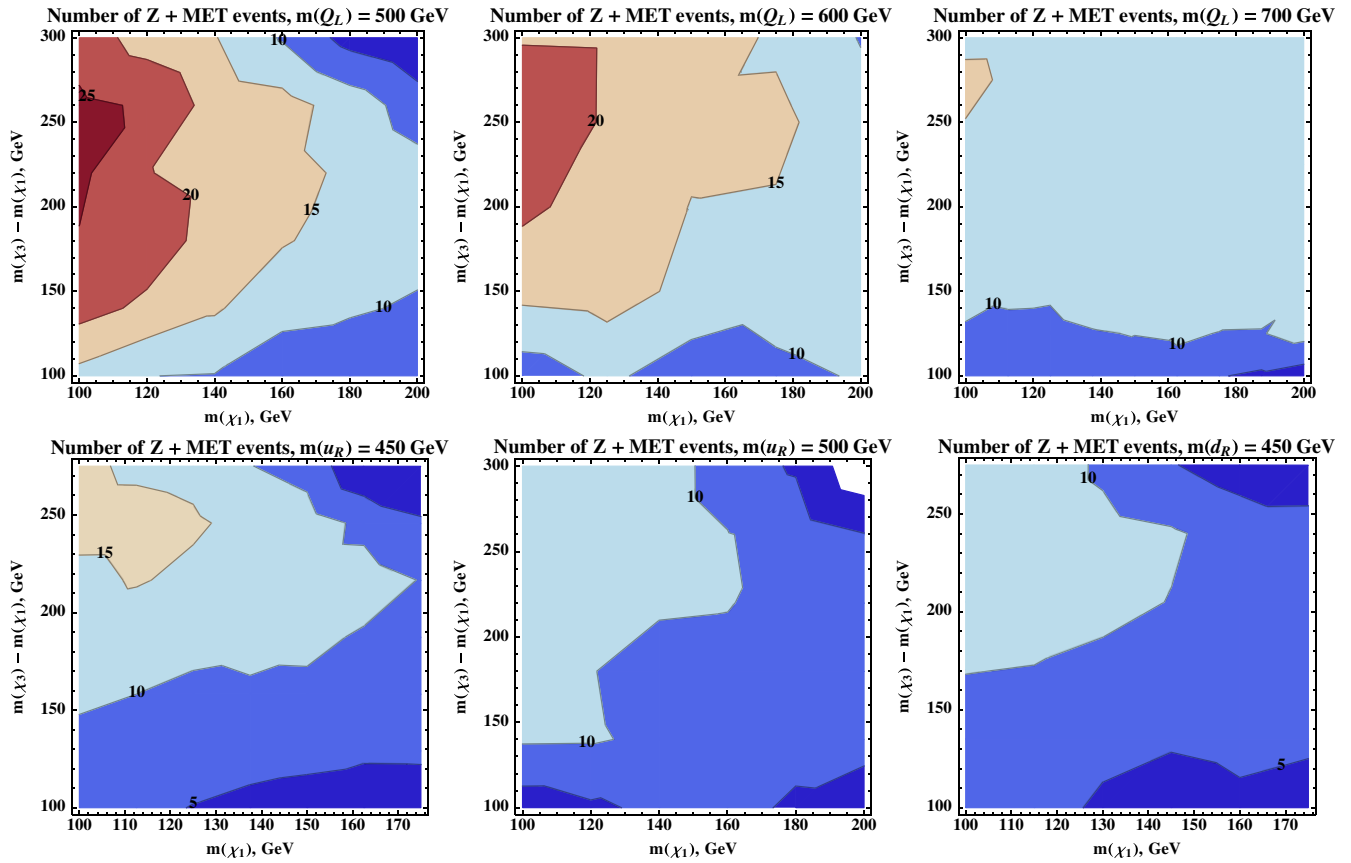 Number of Z + MET events, m(Q_L) = 500 GeV
300
250
200
150
100
m(χ3) − m(χ1), GeV
10
25
20
15
10
100 120 140 160 180 200
m(χ1), GeV
Number of Z + MET events, m(Q_L) = 600 GeV
300
250
200
150
100
m(χ3) − m(χ1), GeV
20
15
10
100 120 140 160 180 200
m(χ1), GeV
Number of Z + MET events, m(Q_L) = 700 GeV
300
250
200
150
100
m(χ3) − m(χ1), GeV
10
10
100 120 140 160 180 200
m(χ1), GeV
Number of Z + MET events, m(u_R) = 450 GeV
250
200
150
100
m(χ3) − m(χ1), GeV
15
10
5
100 110 120 130 140 150 160 170
m(χ1), GeV
Number of Z + MET events, m(u_R) = 500 GeV
300
250
200
150
100
m(χ3) − m(χ1), GeV
10
10
100 120 140 160 180 200
m(χ1), GeV
Number of Z + MET events, m(d_R) = 450 GeV
250
200
150
100
m(χ3) − m(χ1), GeV
10
5
100 110 120 130 140 150 160 170
m(χ1), GeV